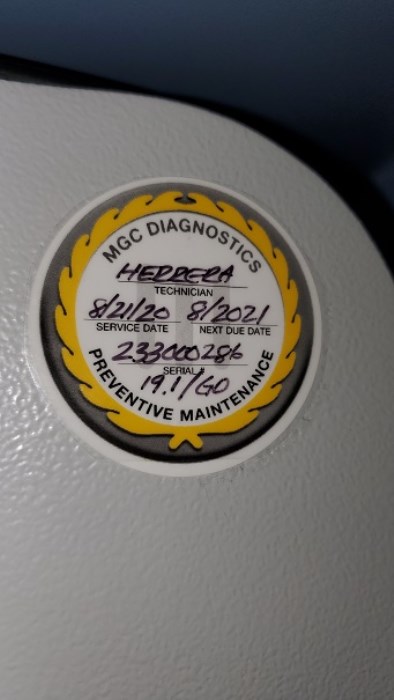 MGC DIAGNOSTICS
HERRERA
TECHNICIAN
8/21/20 8/2021
SERVICE DATE NEXT DUE DATE
233000286
SERIAL #
19.1/GO
PREVENTIVE MAINTENANCE